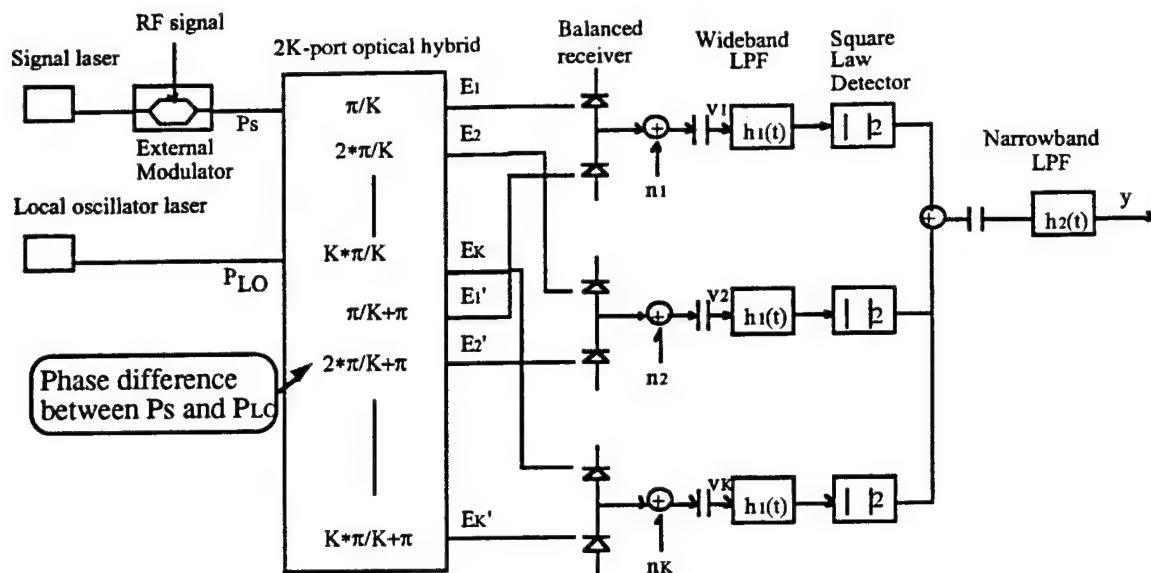 RF signal
Signal laser
Ps
External
Modulator
Local oscillator laser
PLO
2K-port optical hybrid
π/K
2*π/K
K*π/K
π/K+π
2*π/K+π
K*π/K+π
Phase difference
between Ps and PLO
E1
E2
EK
E1'
E2'
EK'
Balanced
receiver
+
n1
+
n2
+
nK
Wideband
LPF
v1
h1(t)
v2
h1(t)
vK
h1(t)
Square
Law
Detector
| |2
| |2
| |2
+
Narrowband
LPF
h2(t)
y